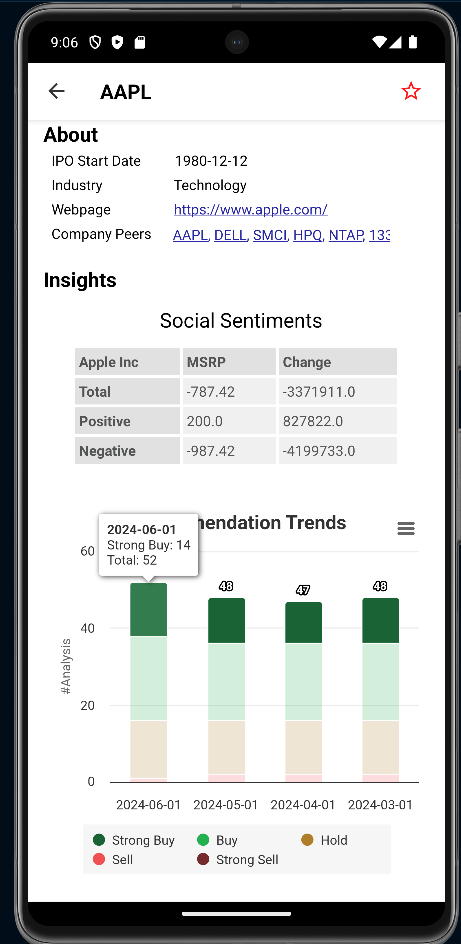 9:06
AAPL
About
IPO Start Date 1980-12-12
Industry Technology
Webpage https://www.apple.com/
Company Peers AAPL, DELL, SMCI, HPQ, NTAP, 133
Insights
Social Sentiments
Apple Inc MSRP Change
Total -787.42 -3371911.0
Positive 200.0 827822.0
Negative -987.42 -4199733.0
hendation Trends
2024-06-01
Strong Buy: 14
Total: 52
60
48 47 48
40
#Analysis
20
0
2024-06-01 2024-05-01 2024-04-01 2024-03-01
Strong Buy Buy Hold
Sell Strong Sell